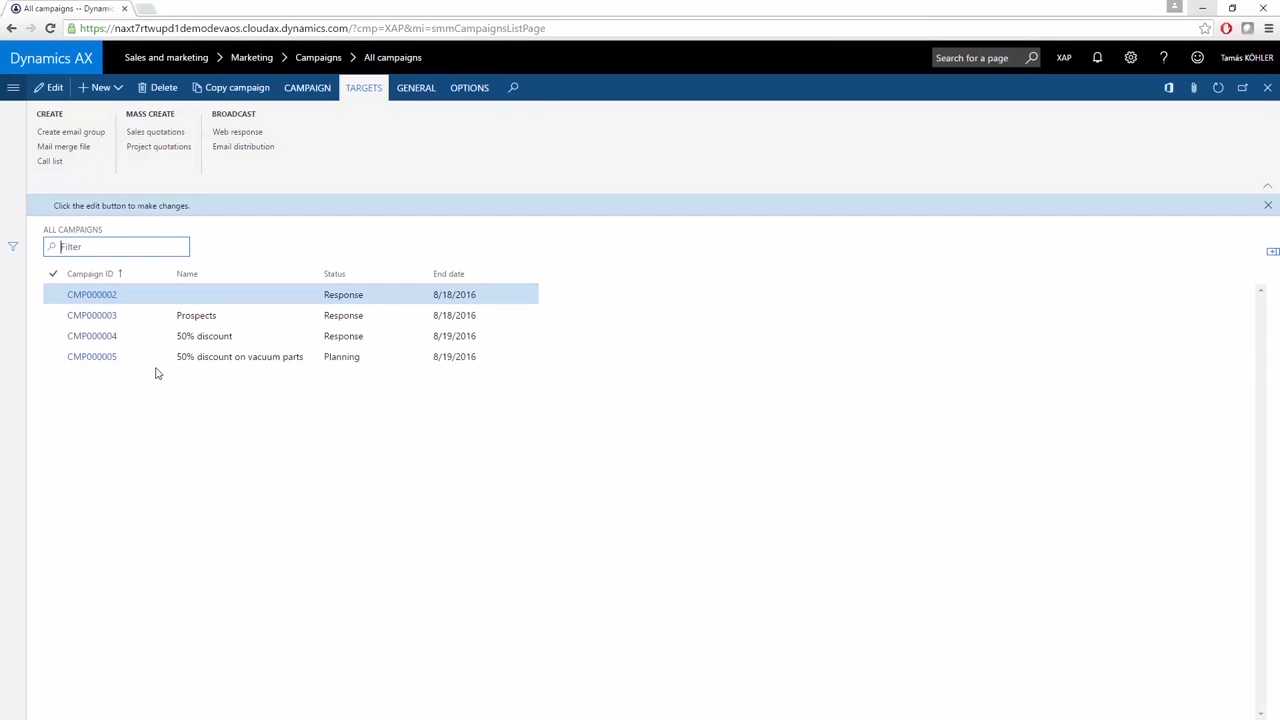 All campaigns -- Dynamic
https://naxt7rtwupd1demodevaos.cloudax.dynamics.com/?cmp=XAP&mi=smmCampaignsListPage
Dynamics AX Sales and marketing Marketing Campaigns All campaigns Search for a page XAP Tamás KÖHLER
Edit New Delete Copy campaign CAMPAIGN TARGETS GENERAL OPTIONS
CREATE MASS CREATE BROADCAST
Create email group Sales quotations Web response
Mail merge file Project quotations Email distribution
Call list
Click the edit button to make changes.
ALL CAMPAIGNS
Filter
Campaign ID Name Status End date
CMP000002 Response 8/18/2016
CMP000003 Prospects Response 8/18/2016
CMP000004 50% discount Response 8/19/2016
CMP000005 50% discount on vacuum parts Planning 8/19/2016